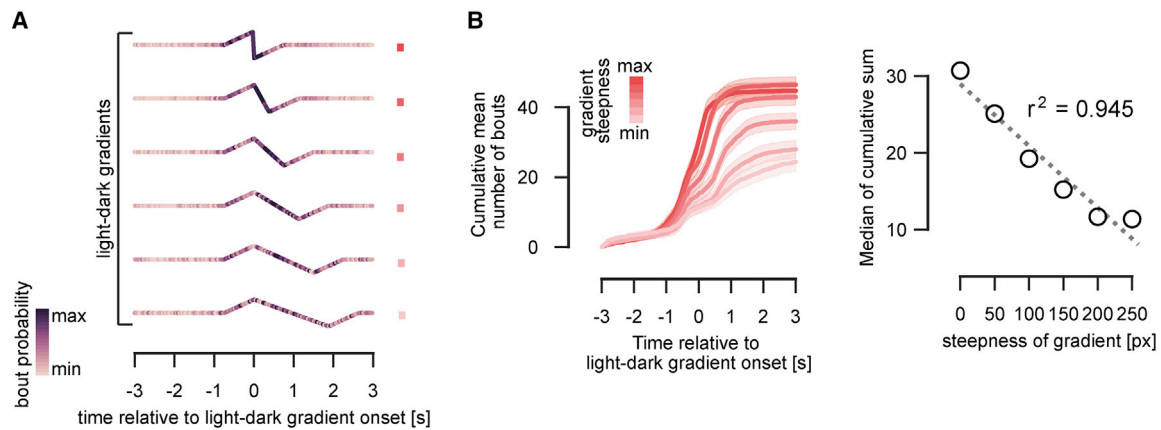 A
light-dark gradients
bout probability
max
min
-3 -2 -1 0 1 2 3
time relative to light-dark gradient onset [s]
B
gradient
steepness
max
min
Cumulative mean
number of bouts
40
20
0
-3 -2 -1 0 1 2 3
Time relative to
light-dark gradient onset [s]
Median of cumulative sum
30
20
10
r² = 0.945
0 50 100 150 200 250
steepness of gradient [px]